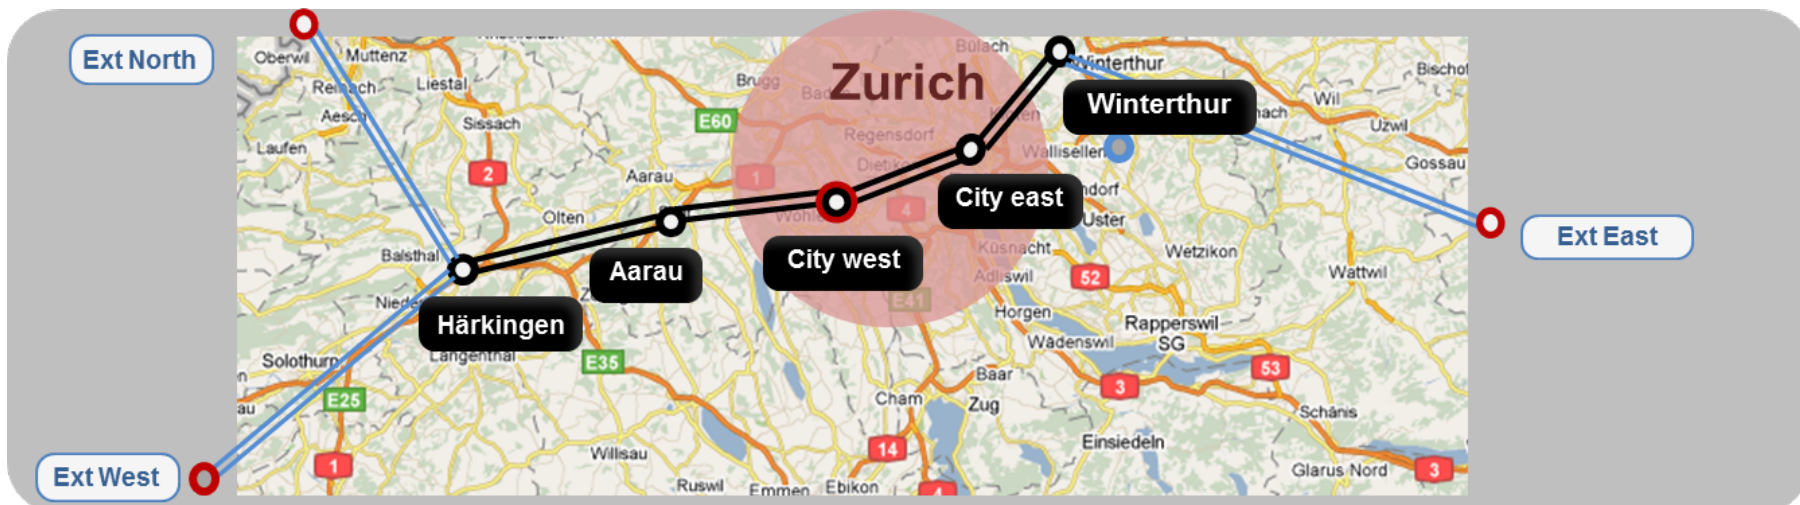 Ext North
Oberwil
Muttenz
Bülach
Winterthur
Bischof
Reinach
Liestal
Brugg
Zurich
Winterthur
Wil
Aesch
Sissach
E60
Regensdorf
Uzwil
Laufen
2
Aarau
1
Dietikon
Wallisellen
Gossau
Olten
4
City east
Uster
Ext East
Balsthal
Aarau
City west
Küsnacht
Wetzikon
Adliswil
52
Wattwil
Härkingen
E41
Horgen
Rapperswil
SG
Solothurn
Langenthal
E35
Wädenswil
53
E25
Baar
3
Cham
Zug
Schänis
Willisau
14
Einsiedeln
Ext West
1
Ruswil
Emmen
Ebikon
4
Glarus Nord
3